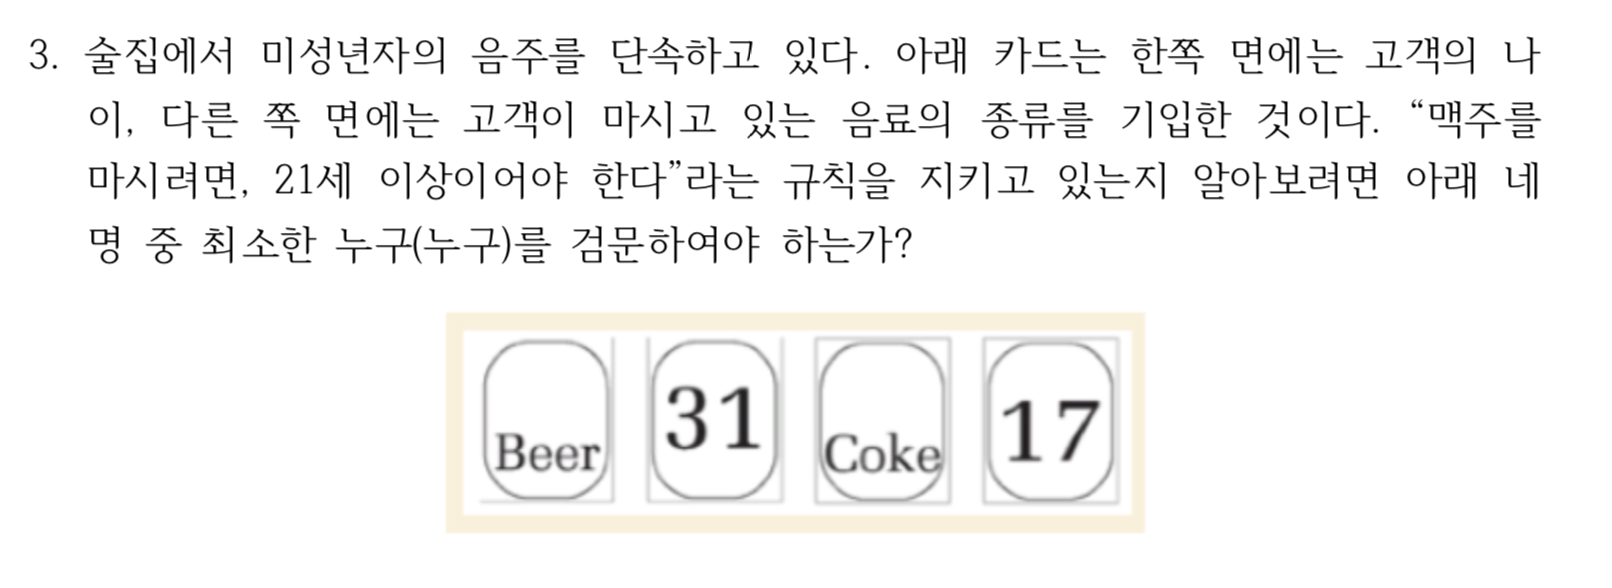 3. 술집에서 미성년자의 음주를 단속하고 있다. 아래 카드는 한쪽 면에는 고객의 나
이, 다른 쪽 면에는 고객이 마시고 있는 음료의 종류를 기입한 것이다. “맥주를
마시려면, 21세 이상이어야 한다”라는 규칙을 지키고 있는지 알아보려면 아래 네
명 중 최소한 누구(누구)를 검문하여야 하는가?
Beer 31 Coke 17